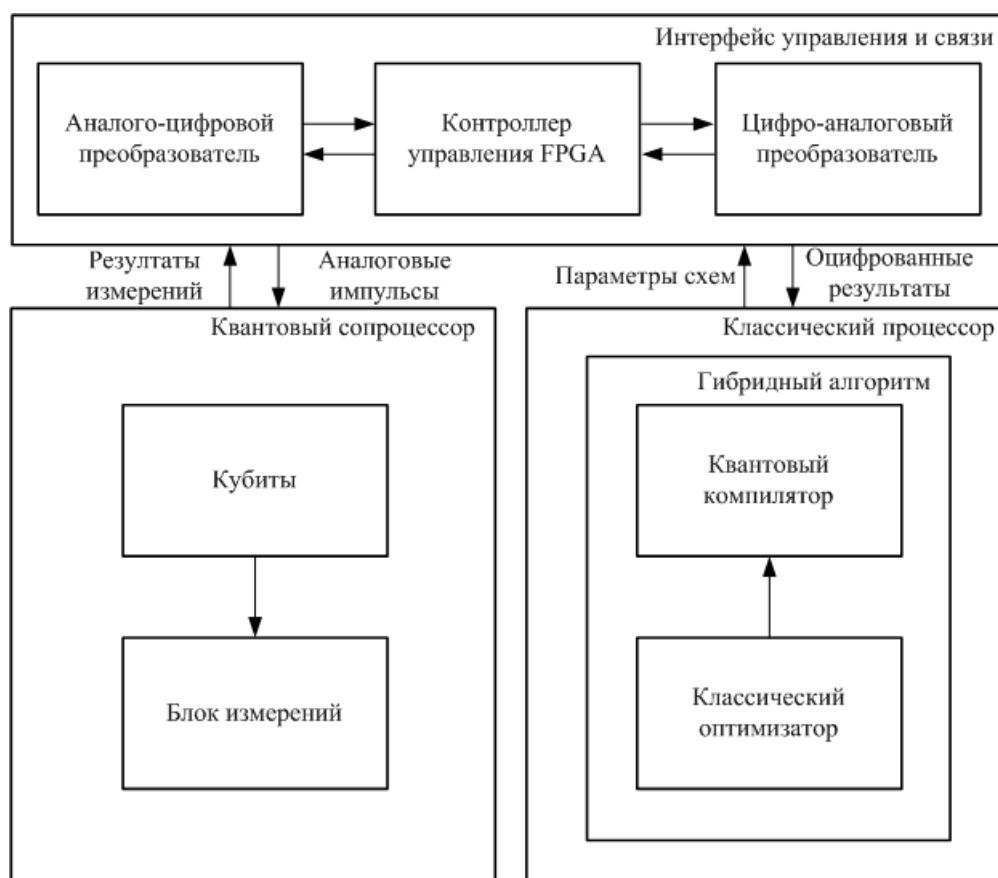 Интерфейс управления и связи
Аналого-цифровой
преобразователь
Контроллер
управления FPGA
Цифро-аналоговый
преобразователь
Резултаты
измерений
Аналоговые
импульсы
Параметры схем
Оцифрованные
результаты
Квантовый сопроцессор
Кубиты
Блок измерений
Классический процессор
Гибридный алгоритм
Квантовый
компилятор
Классический
оптимизатор